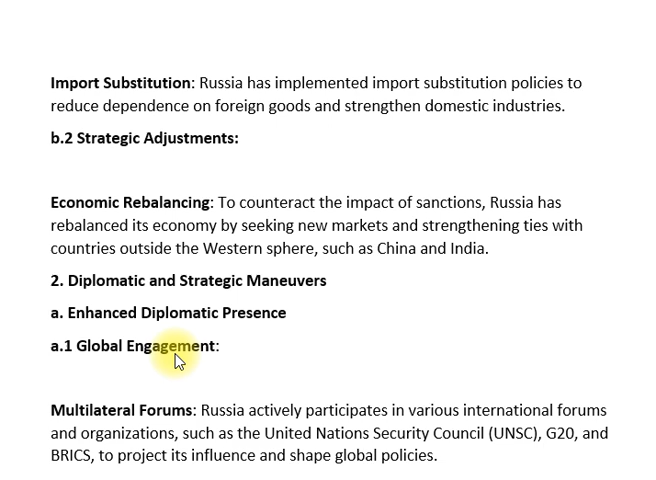 Import Substitution: Russia has implemented import substitution policies to
reduce dependence on foreign goods and strengthen domestic industries.
b.2 Strategic Adjustments:
Economic Rebalancing: To counteract the impact of sanctions, Russia has
rebalanced its economy by seeking new markets and strengthening ties with
countries outside the Western sphere, such as China and India.
2. Diplomatic and Strategic Maneuvers
a. Enhanced Diplomatic Presence
a.1 Global Engagement:
Multilateral Forums: Russia actively participates in various international forums
and organizations, such as the United Nations Security Council (UNSC), G20, and
BRICS, to project its influence and shape global policies.